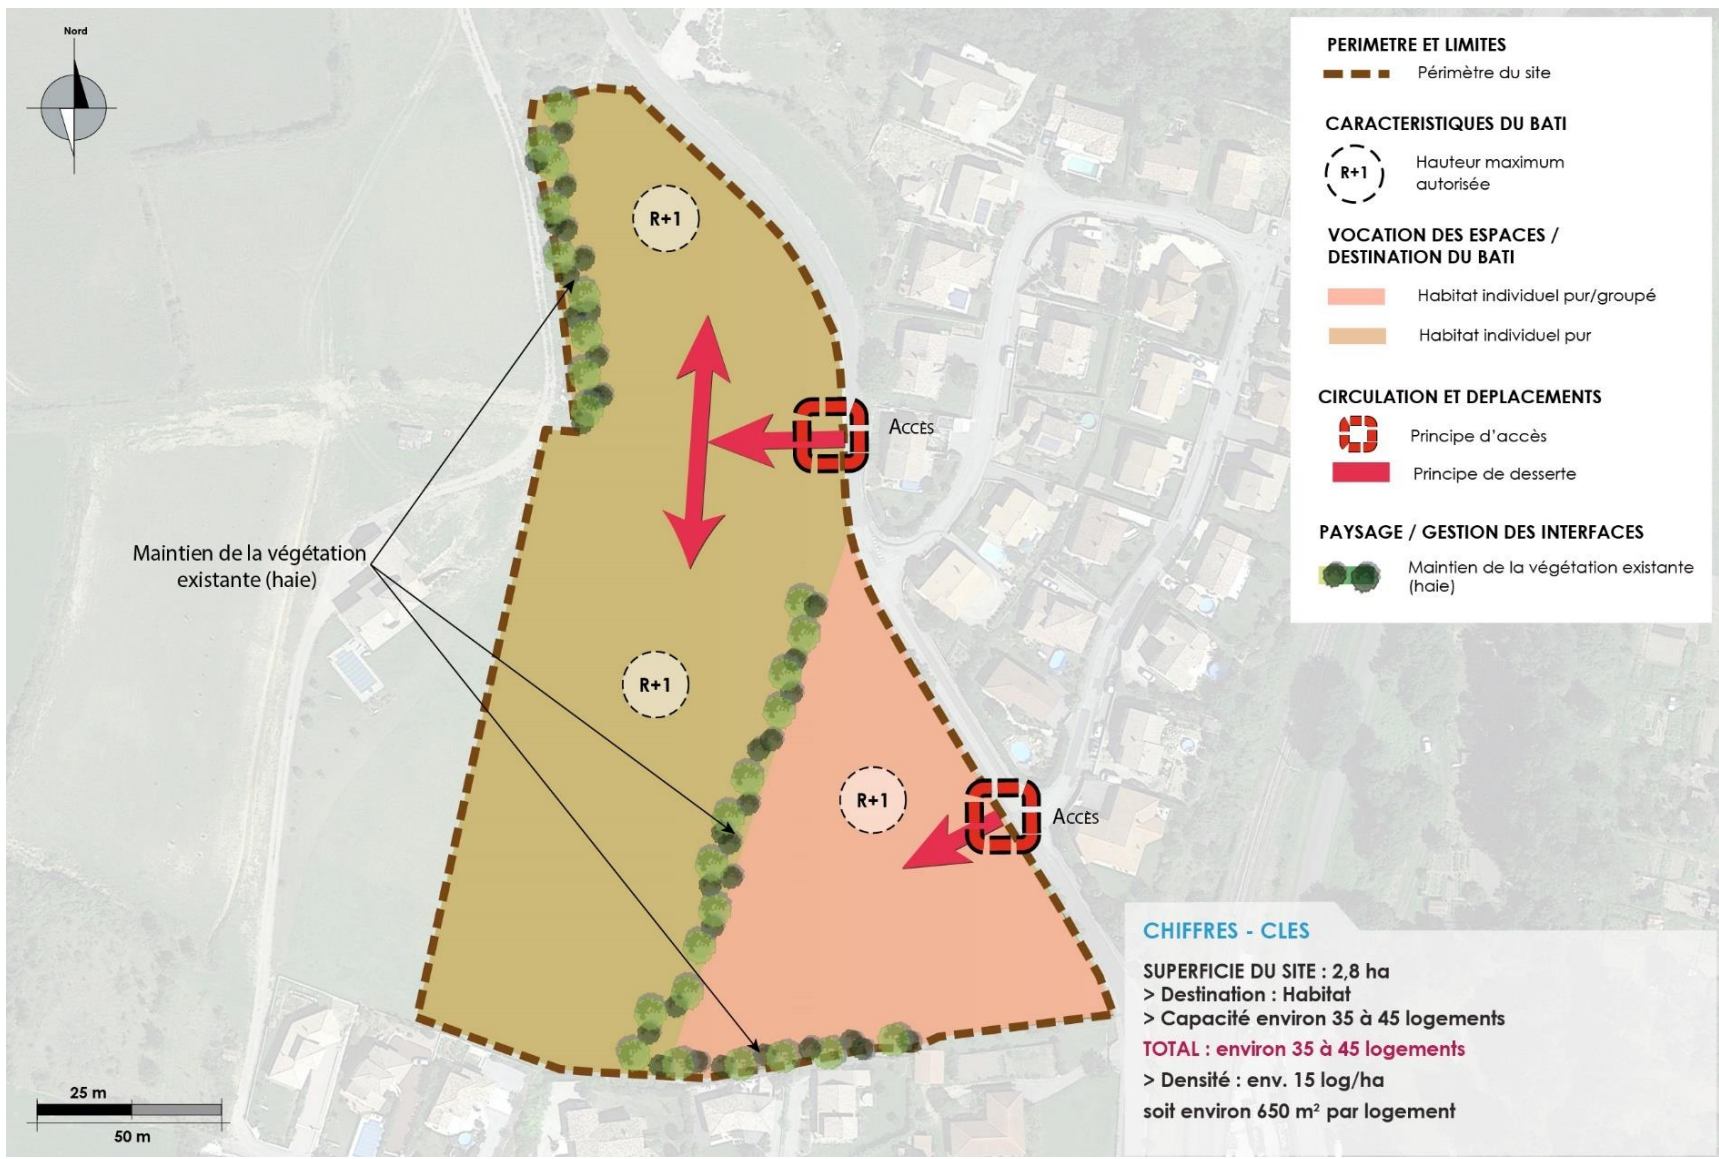 Nord
R+1
Accès
Maintien de la végétation
existante (haie)
R+1
R+1
Accès
25 m
50 m
PERIMETRE ET LIMITES
Périmètre du site
CARACTERISTIQUES DU BATI
R+1
Hauteur maximum
autorisée
VOCATION DES ESPACES /
DESTINATION DU BATI
Habitat individuel pur/groupé
Habitat individuel pur
CIRCULATION ET DEPLACEMENTS
Principe d'accès
Principe de desserte
PAYSAGE / GESTION DES INTERFACES
Maintien de la végétation existante
(haie)
CHIFFRES - CLES
SUPERFICIE DU SITE : 2,8 ha
> Destination : Habitat
> Capacité environ 35 à 45 logements
TOTAL : environ 35 à 45 logements
> Densité : env. 15 log/ha
soit environ 650 m² par logement